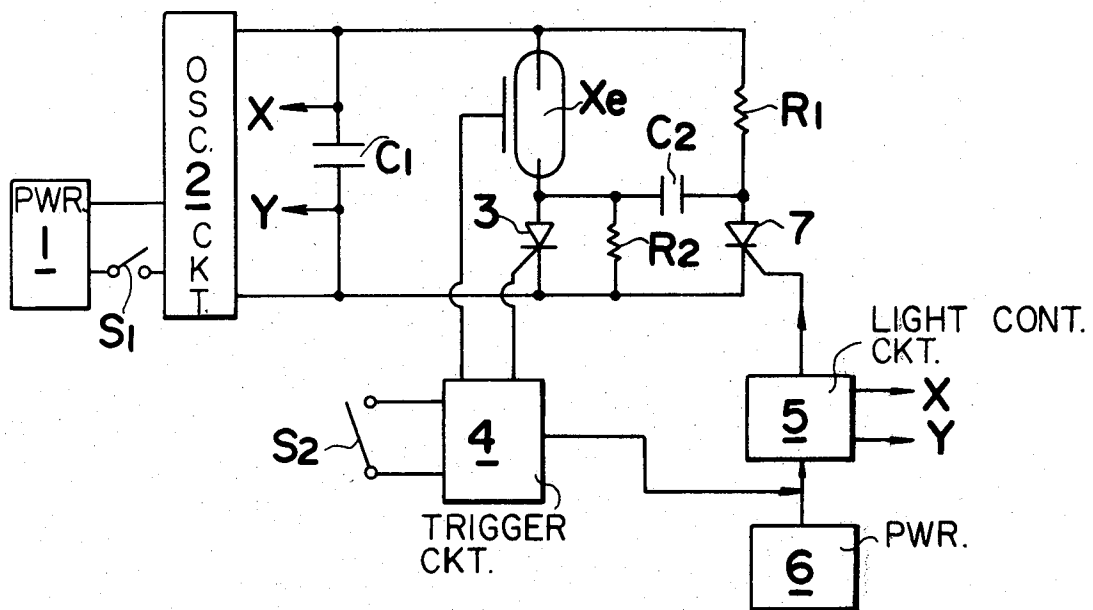 PWR.
1
S1
OSC. 2 CKT.
X
Y
C1
Xe
C2
R1
3
R2
7
S2
4
TRIGGER
CKT.
LIGHT CONT.
CKT.
5
X
Y
6
PWR.